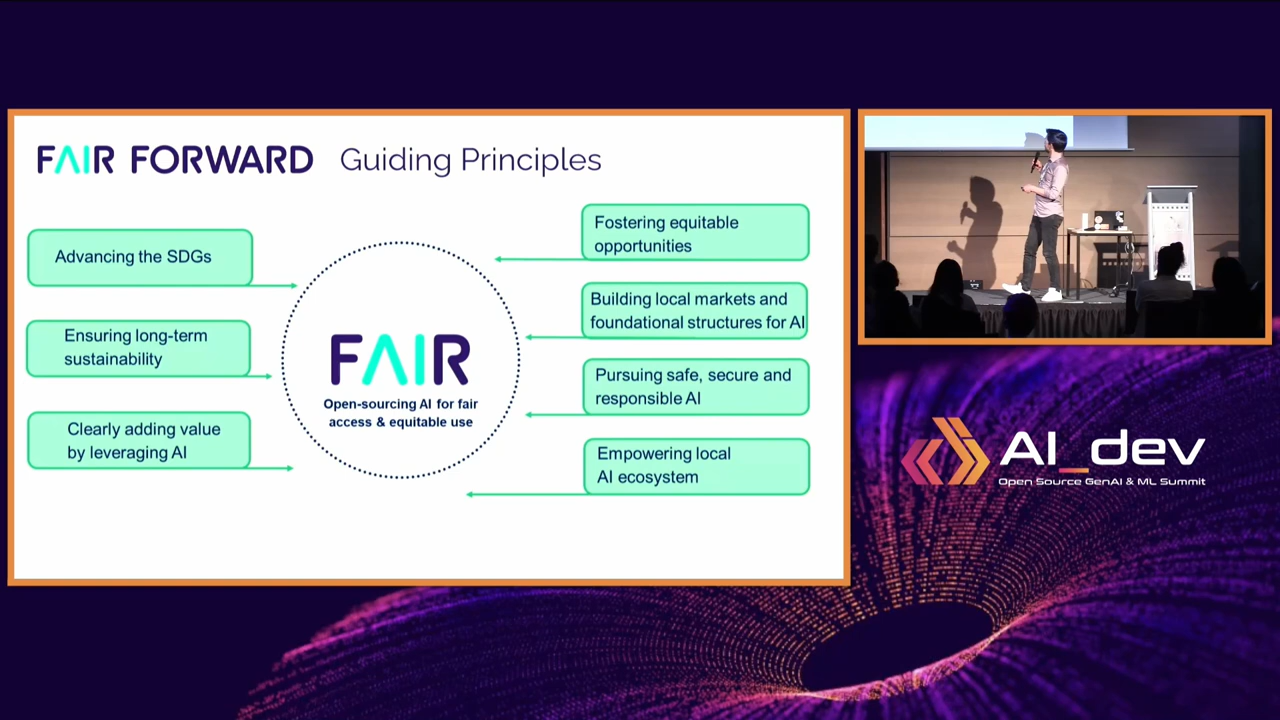 FAIR FORWARD Guiding Principles
Advancing the SDGs
Ensuring long-term
sustainability
Clearly adding value
by leveraging AI
FAIR
Open-sourcing AI for fair
access & equitable use
Fostering equitable
opportunities
Building local markets and
foundational structures for AI
Pursuing safe, secure and
responsible AI
Empowering local
AI ecosystem
AI_dev
Open Source GenAI & ML Summit